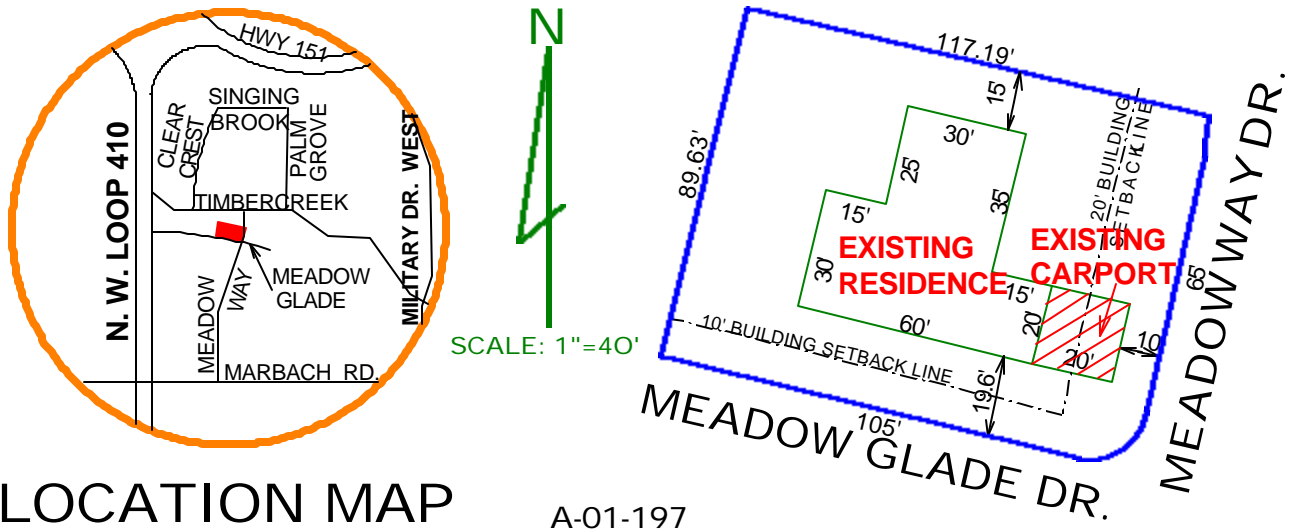 HWY 151
SINGING
BROOK
CLEAR
CREST
PALM
GROVE
N. W. LOOP 410
MILITARY DR. WEST
TIMBERCREEK
MEADOW
GLADE
MEADOW
WAY
MARBACH RD.
LOCATION MAP
N
SCALE: 1"=40'
A-01-197
117.19'
15'
89.63'
30'
25
35
15'
30'
60'
15'
20'
20'
10
65
19.6'
105'
20' BUILDING
SETBACK LINE
EXISTING
RESIDENCE
EXISTING
CARPORT
10' BUILDING SETBACK LINE
MEADOW GLADE DR.
MEADOW WAY DR.